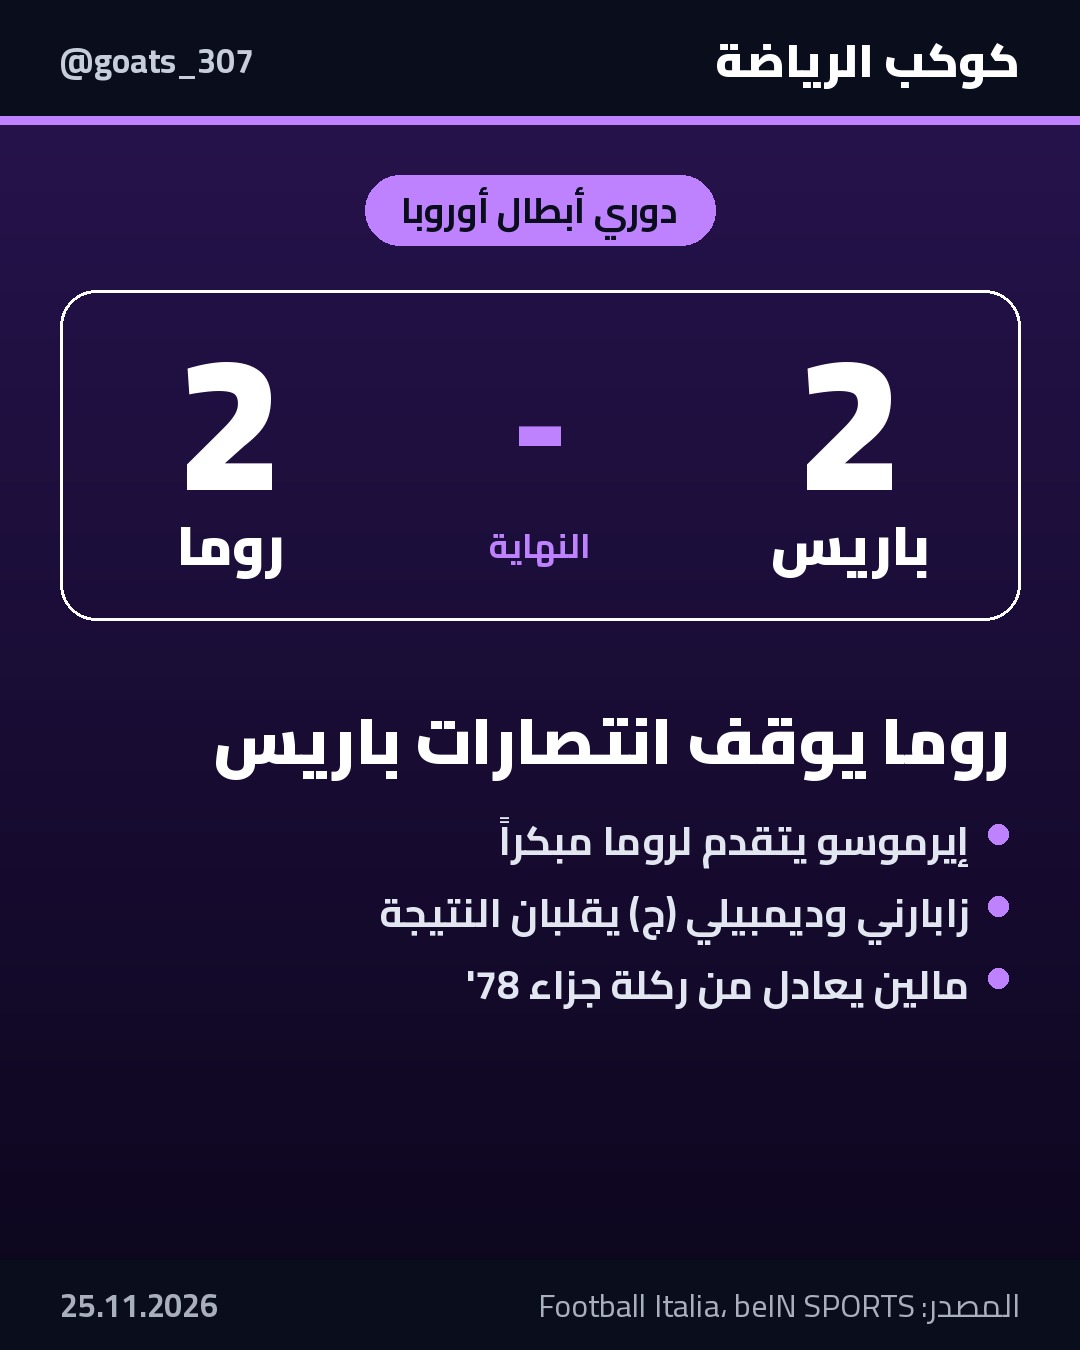 كوكب الرياضة
@goats_307
دوري أبطال أوروبا
2 - 2
باريس النهاية روما
روما يوقف انتصارات باريس
إيرموسو يتقدم لروما مبكراً
زابارني وديمبيلي (ج) يقلبان النتيجة
مالين يعادل من ركلة جزاء 78'
المصدر: Football Italia، beIN SPORTS
25.11.2026